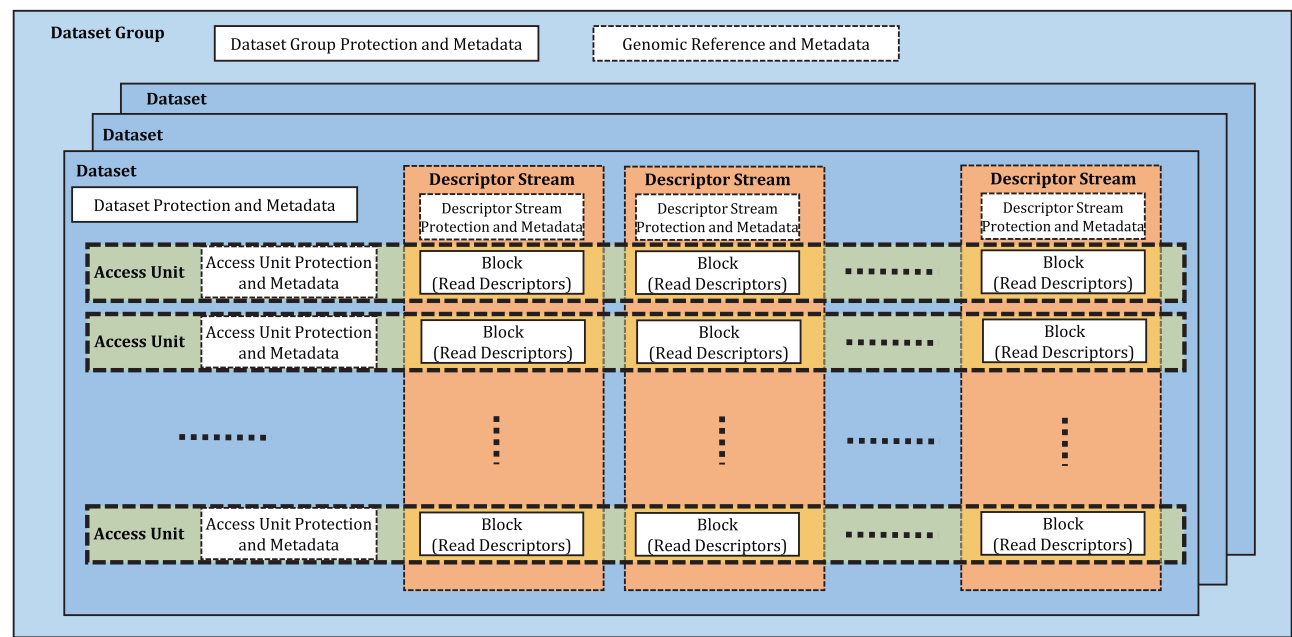 Dataset Group
Dataset Group Protection and Metadata
Genomic Reference and Metadata
Dataset
Dataset
Dataset
Dataset Protection and Metadata
Descriptor Stream
Descriptor Stream
Descriptor Stream
Descriptor Stream
Protection and Metadata
Descriptor Stream
Protection and Metadata
Descriptor Stream
Protection and Metadata
Access Unit
Access Unit Protection
and Metadata
Block
(Read Descriptors)
Block
(Read Descriptors)
Block
(Read Descriptors)
Access Unit
Access Unit Protection
and Metadata
Block
(Read Descriptors)
Block
(Read Descriptors)
Block
(Read Descriptors)
Access Unit
Access Unit Protection
and Metadata
Block
(Read Descriptors)
Block
(Read Descriptors)
Block
(Read Descriptors)